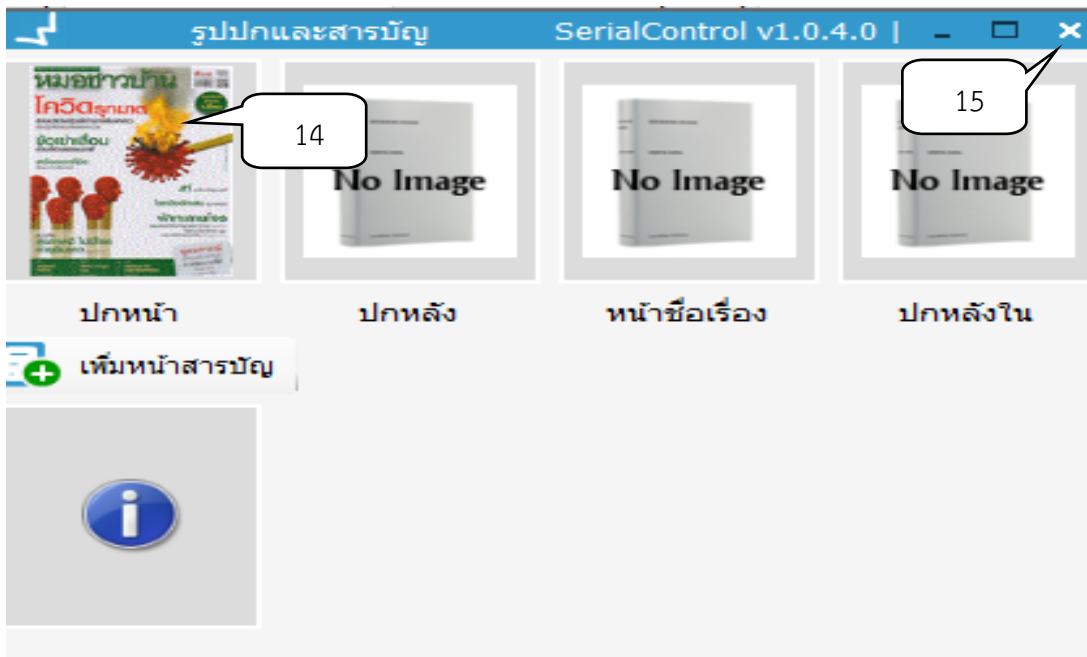 รูปปกและสารบัญ SerialControl v1.0.4.0 |
หมอชาวบ้าน
โควิด
14
15
No Image No Image No Image
ปกหน้า ปกหลัง หน้าชื่อเรื่อง ปกหลังใน
เพิ่มหน้าสารบัญ